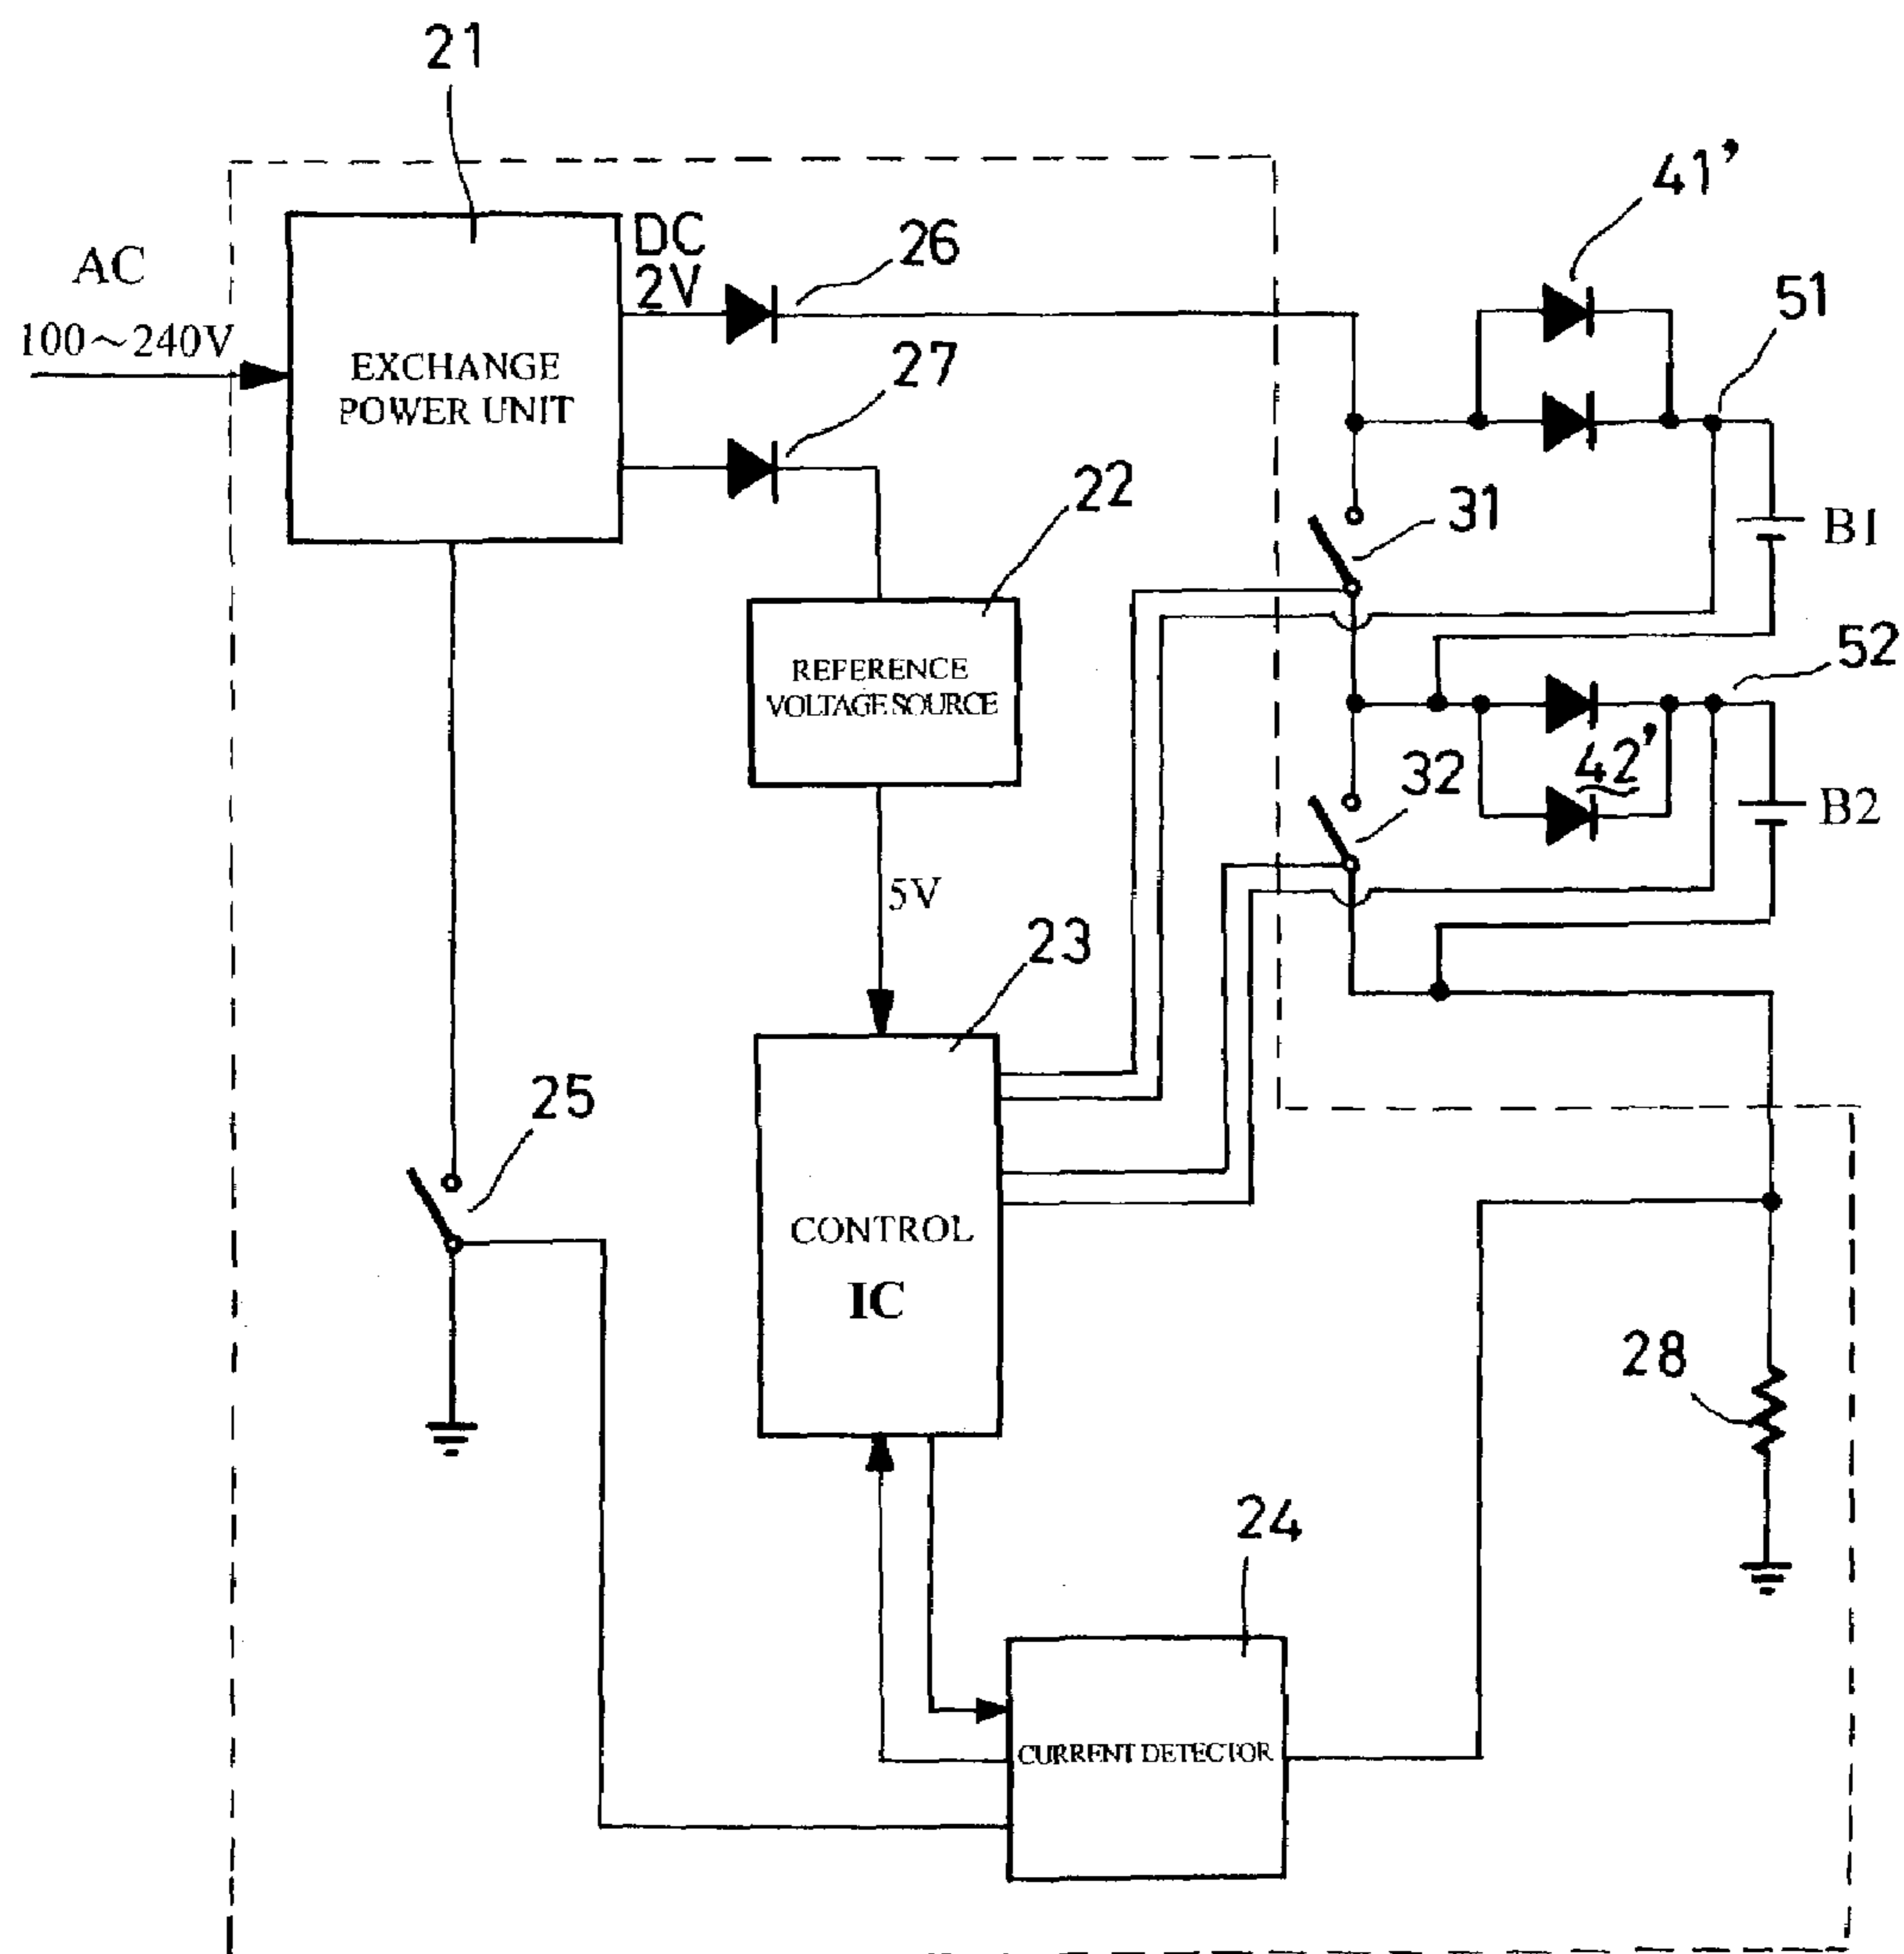 21
41’
AC
DC
2V
26
51
100~240V
EXCHANGE
POWER UNIT
27
22
31
B1
REFERENCE
VOLTAGE SOURCE
52
32
42’
B2
5V
23
25
CONTROL
IC
28
24
CURRENT DETECTOR